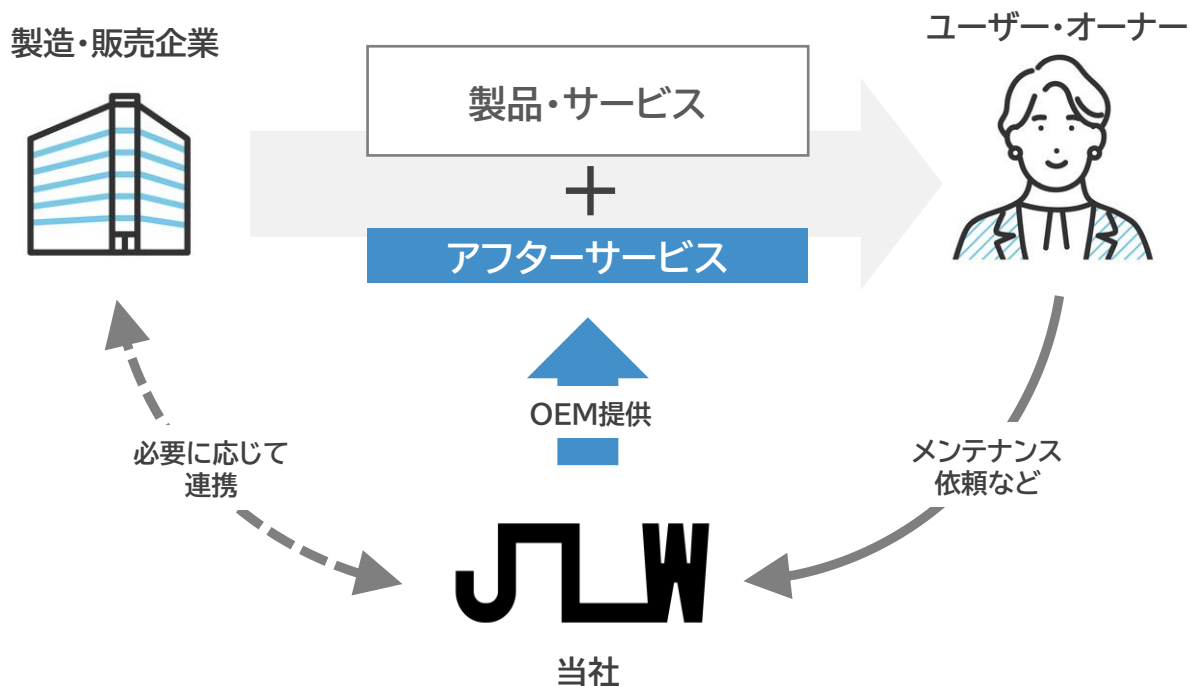 製造・販売企業
ユーザー・オーナー
製品・サービス
＋
アフターサービス
OEM提供
必要に応じて
連携
メンテナンス
依頼など
JLW
当社